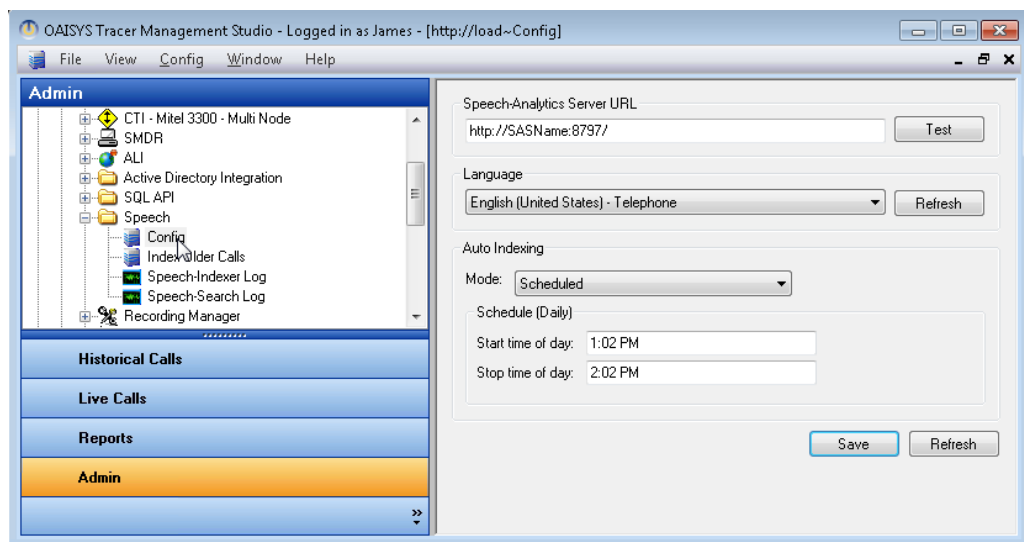 OAISYS Tracer Management Studio - Logged in as James - [http://load~Config]
File View Config Window Help
Admin
CTI - Mitel 3300 - Multi Node
SMDR
ALI
Active Directory Integration
SQL API
Speech
Config
Index Older Calls
Speech-Indexer Log
Speech-Search Log
Recording Manager
Historical Calls
Live Calls
Reports
Admin
Speech-Analytics Server URL
http://SASName:8797/ Test
Language
English (United States) - Telephone Refresh
Auto Indexing
Mode: Scheduled
Schedule (Daily)
Start time of day: 1:02 PM
Stop time of day: 2:02 PM
Save Refresh